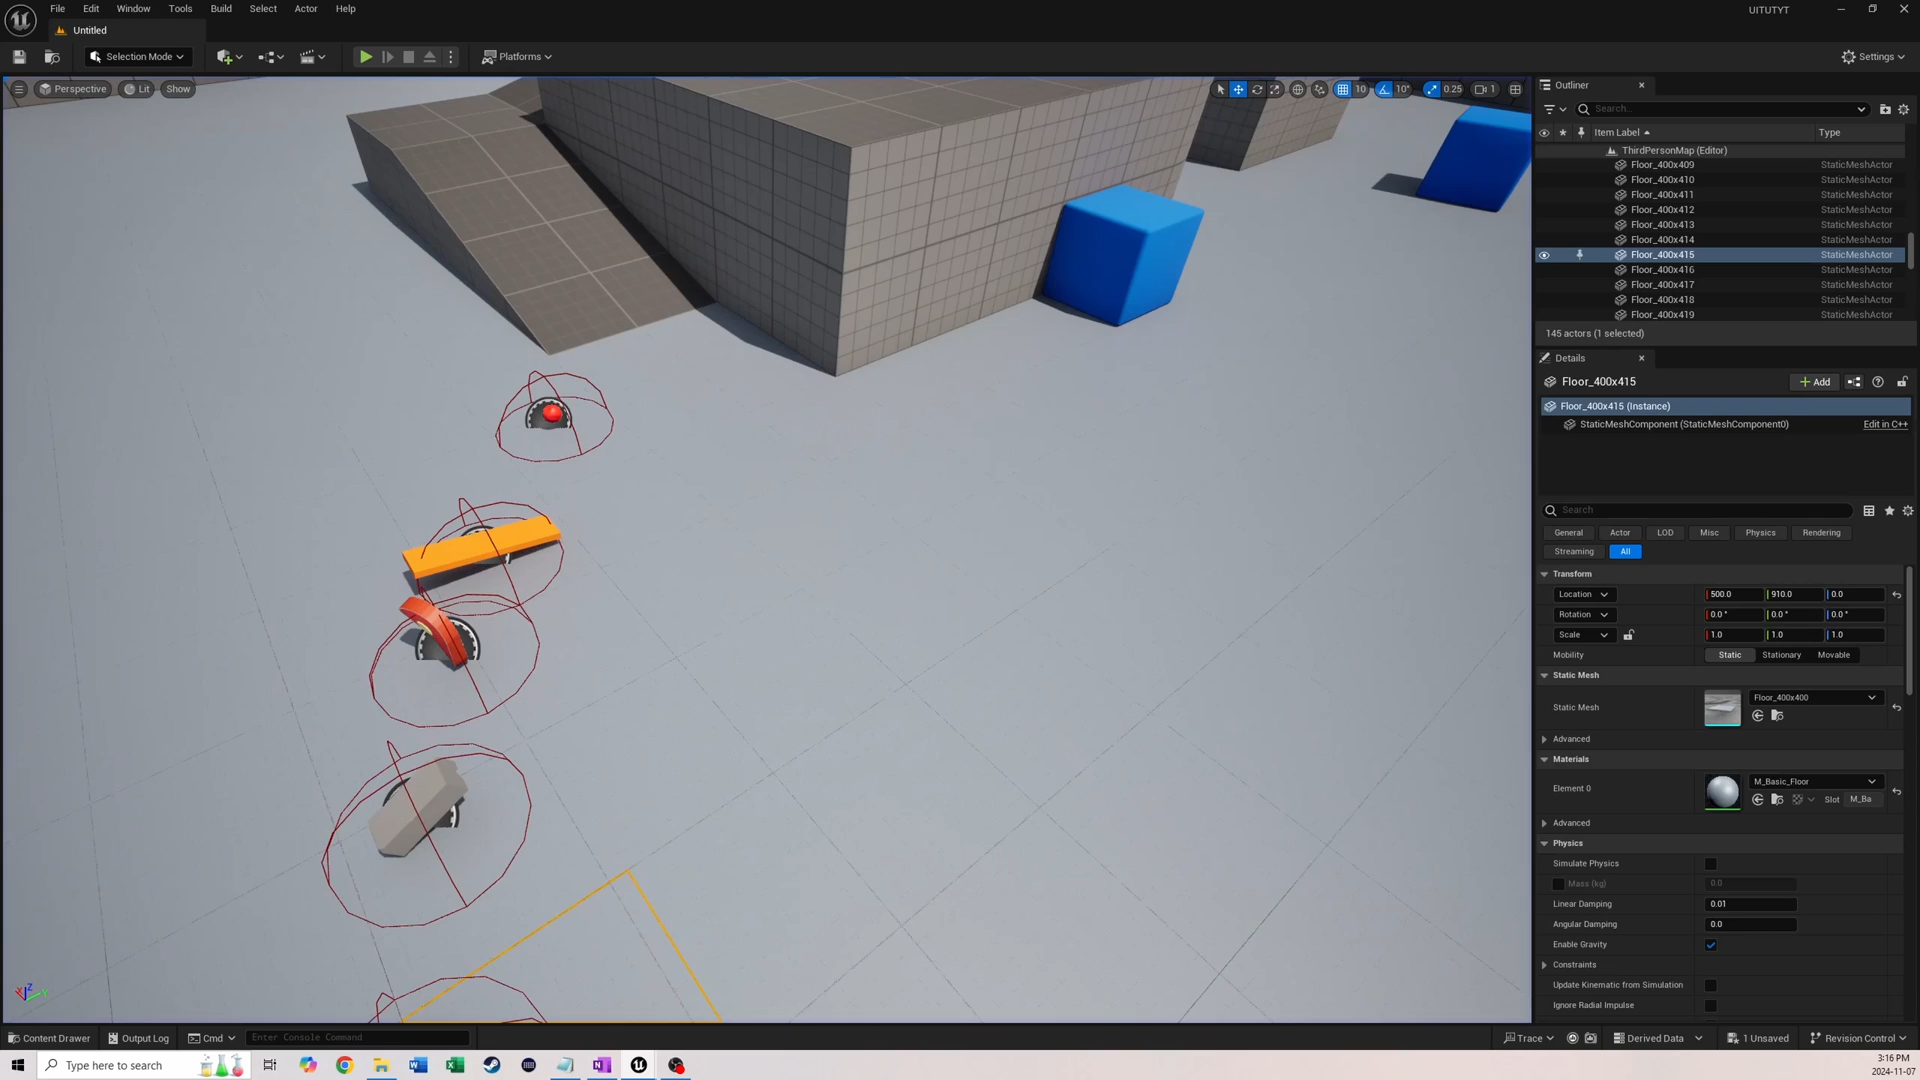 File Edit Window Tools Build Select Actor Help
UITUTYT
Untitled
Selection Mode
Platforms
Settings
Perspective Lit Show
10 10° 0.25 1
Outliner
Search...
Item Label Type
ThirdPersonMap (Editor)
Floor_400x409 StaticMeshActor
Floor_400x410 StaticMeshActor
Floor_400x411 StaticMeshActor
Floor_400x412 StaticMeshActor
Floor_400x413 StaticMeshActor
Floor_400x414 StaticMeshActor
Floor_400x415 StaticMeshActor
Floor_400x416 StaticMeshActor
Floor_400x417 StaticMeshActor
Floor_400x418 StaticMeshActor
Floor_400x419 StaticMeshActor
145 actors (1 selected)
Details
Floor_400x415
Add
Floor_400x415 (Instance)
StaticMeshComponent (StaticMeshComponent0) Edit in C++
Search
General Actor LOD Misc Physics Rendering
Streaming All
Transform
Location 500.0 910.0 0.0
Rotation 0.0 ° 0.0 ° 0.0 °
Scale 1.0 1.0 1.0
Mobility Static Stationary Movable
Static Mesh
Static Mesh Floor_400x400
Advanced
Materials
Element 0 M_Basic_Floor
Slot M_Ba
Advanced
Physics
Simulate Physics
Mass (kg) 0.0
Linear Damping 0.01
Angular Damping 0.0
Enable Gravity
Constraints
Update Kinematic from Simulation
Ignore Radial Impulse
X Z Y
Content Drawer Output Log Cmd Enter Console Command
Trace Derived Data 1 Unsaved Revision Control
Type here to search
3:16 PM
2024-11-07